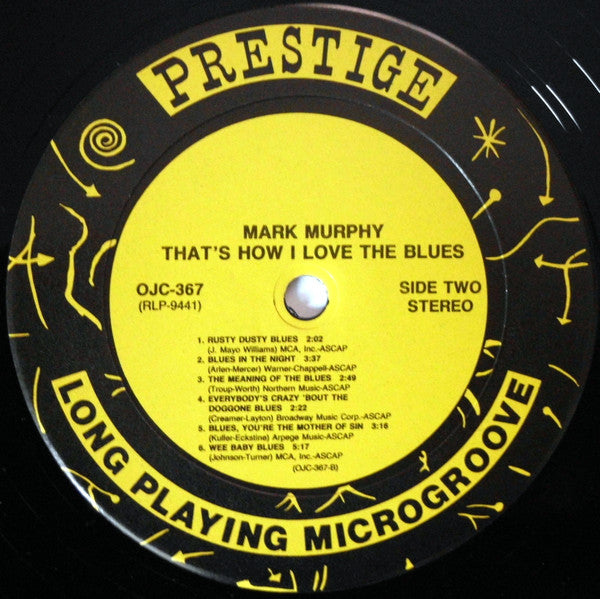 PRESTIGE
MARK MURPHY
THAT'S HOW I LOVE THE BLUES
OJC-367
(RLP-9441)
SIDE TWO
STEREO
1. RUSTY DUSTY BLUES 2:02
(J. Mayo Williams) MCA, Inc.-ASCAP
2. BLUES IN THE NIGHT 3:37
(Arlen-Mercer) Warner-Chappell-ASCAP
3. THE MEANING OF THE BLUES 2:49
(Troup-Worth) Northern Music-ASCAP
4. EVERYBODY'S CRAZY 'BOUT THE
DOGGONE BLUES 2:22
(Creamer-Layton) Broadway Music Corp.-ASCAP
5. BLUES, YOU'RE THE MOTHER OF SIN 3:16
(Kuller-Eckstine) Arpege Music-ASCAP
6. WEE BABY BLUES 5:17
(Johnson-Turner) MCA, Inc.-ASCAP
(OJC-367-B)
LONG PLAYING MICROGROOVE